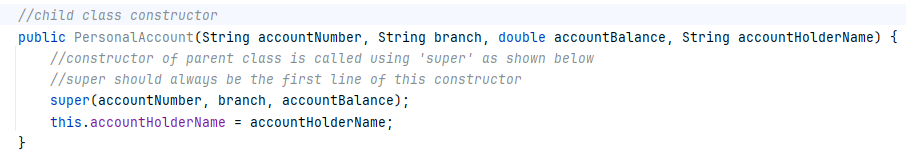 //child class constructor
public PersonalAccount(String accountNumber, String branch, double accountBalance, String accountHolderName) {
//constructor of parent class is called using 'super' as shown below
//super should always be the first line of this constructor
super(accountNumber, branch, accountBalance);
this.accountHolderName = accountHolderName;
}